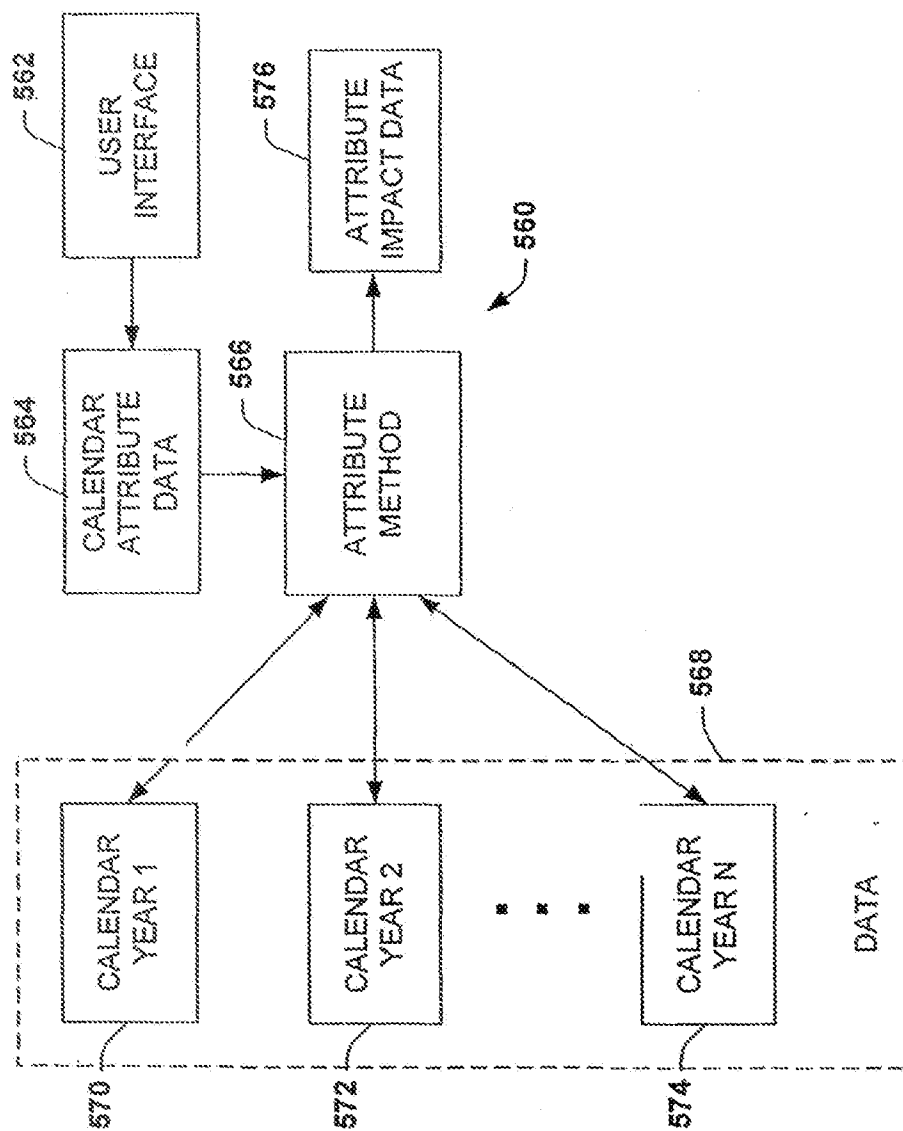 562
USER
INTERFACE
564
CALENDAR
ATTRIBUTE
DATA
566
ATTRIBUTE
METHOD
576
ATTRIBUTE
IMPACT DATA
560
568
570
CALENDAR
YEAR 1
572
CALENDAR
YEAR 2
574
CALENDAR
YEAR N
DATA